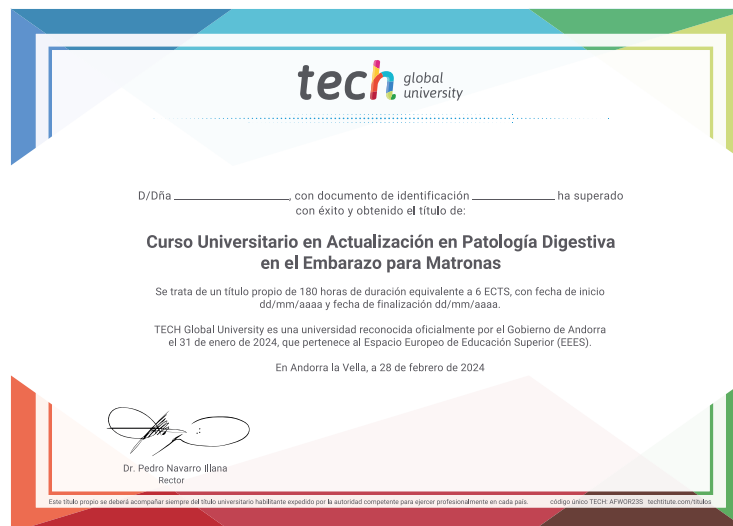 tech global university
D/Dña ____________________, con documento de identificación ______________ ha superado
con éxito y obtenido el título de:
Curso Universitario en Actualización en Patología Digestiva
en el Embarazo para Matronas
Se trata de un título propio de 180 horas de duración equivalente a 6 ECTS, con fecha de inicio
dd/mm/aaaa y fecha de finalización dd/mm/aaaa.
TECH Global University es una universidad reconocida oficialmente por el Gobierno de Andorra
el 31 de enero de 2024, que pertenece al Espacio Europeo de Educación Superior (EEES).
En Andorra la Vella, a 28 de febrero de 2024
Dr. Pedro Navarro Illana
Rector
Este título propio se deberá acompañar siempre del título universitario habilitante expedido por la autoridad competente para ejercer profesionalmente en cada país. código único TECH: AFWOR23S techtitute.com/titulos